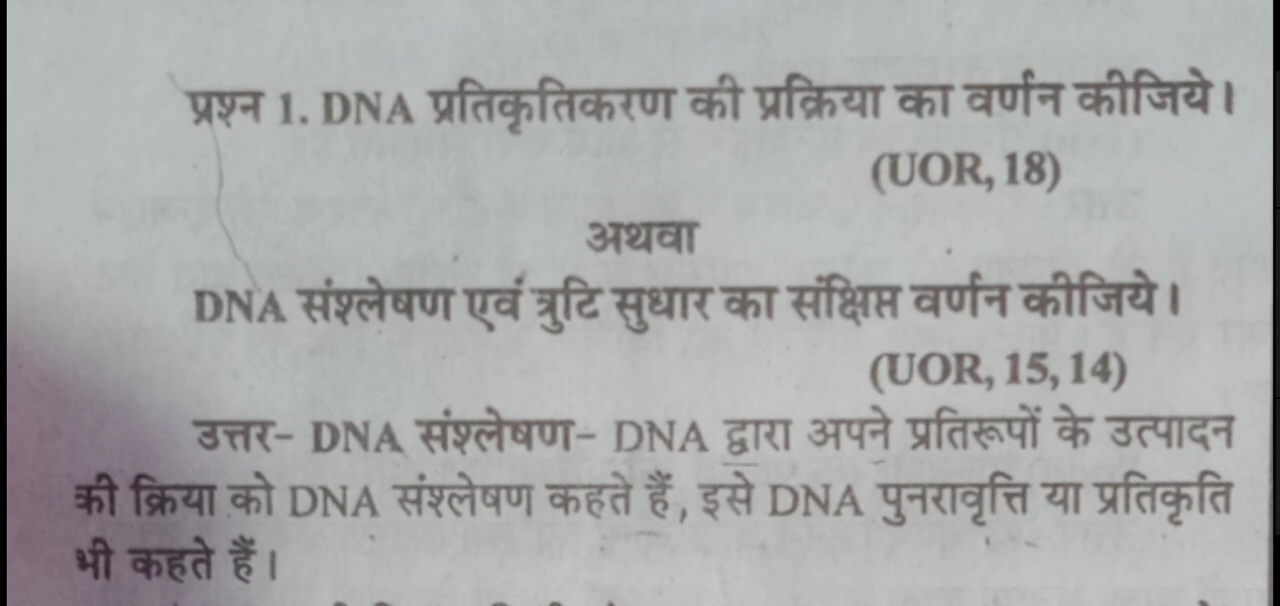 प्रश्न 1. DNA प्रतिकृतिकरण की प्रक्रिया का वर्णन कीजिये।
(UOR, 18)
अथवा
DNA संश्लेषण एवं त्रुटि सुधार का संक्षिप्त वर्णन कीजिये।
(UOR, 15, 14)
उत्तर- DNA संश्लेषण- DNA द्वारा अपने प्रतिरूपों के उत्पादन
की क्रिया को DNA संश्लेषण कहते हैं, इसे DNA पुनरावृत्ति या प्रतिकृति
भी कहते हैं।